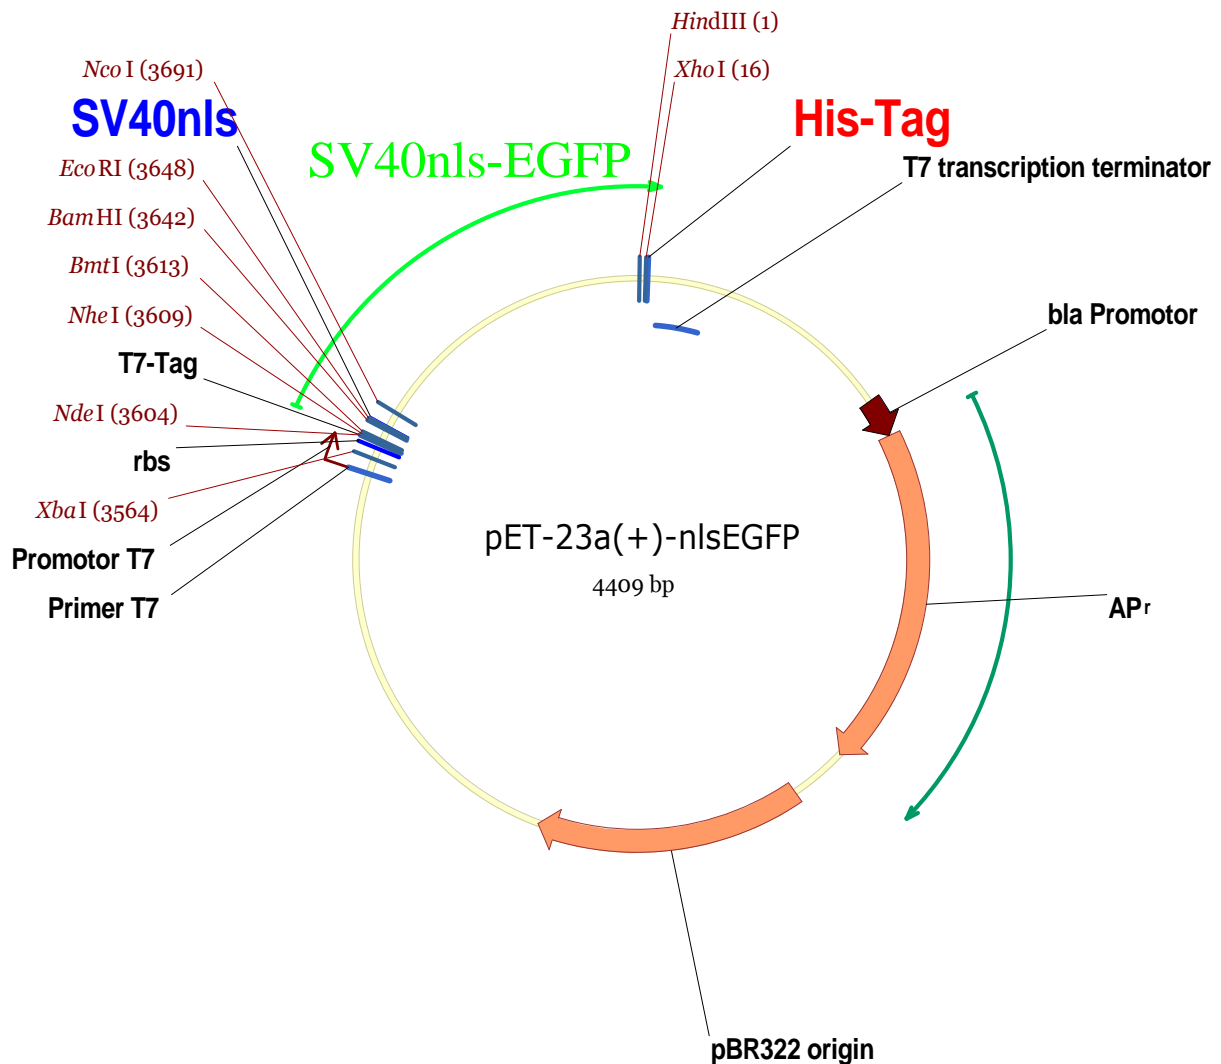 HindIII (1)
XhoI (16)
NcoI (3691)
SV40nls
His-Tag
SV40nls-EGFP
T7 transcription terminator
EcoRI (3648)
BamHI (3642)
BmtI (3613)
NheI (3609)
bla Promotor
T7-Tag
NdeI (3604)
rbs
XbaI (3564)
pET-23a(+)-nlsEGFP
Promotor T7
4409 bp
Primer T7
APr
pBR322 origin